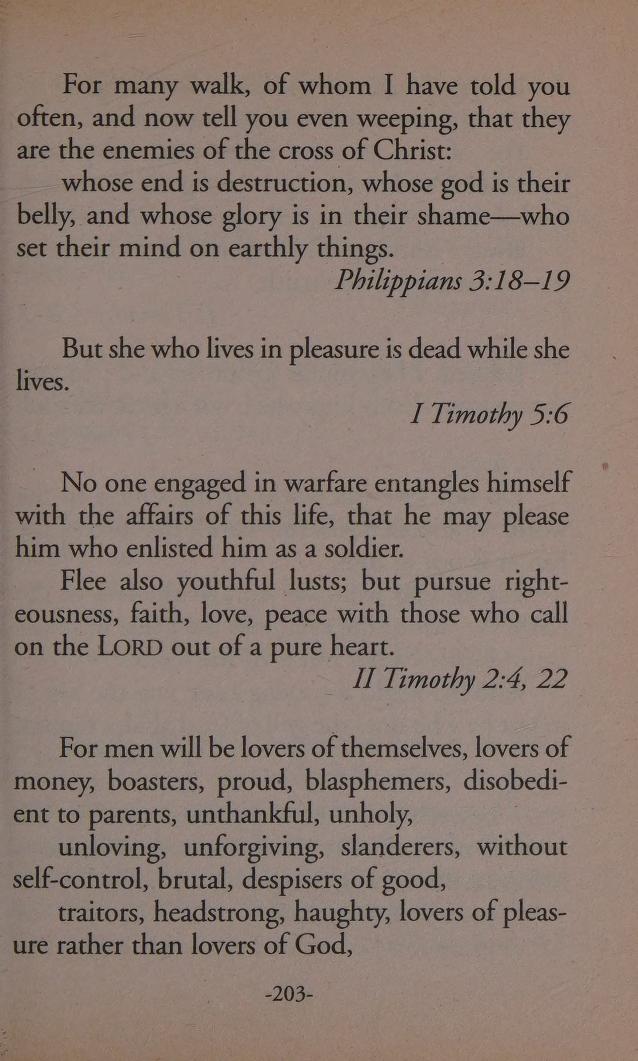 For many walk, of whom I have told you
often, and now tell you even weeping, that they
are the enemies of the cross of Christ:
whose end is destruction, whose god is their
belly, and whose glory is in their shame—who
set their mind on earthly things.
Philippians 3:18–19
But she who lives in pleasure is dead while she
lives.
I Timothy 5:6
No one engaged in warfare entangles himself
with the affairs of this life, that he may please
him who enlisted him as a soldier.
Flee also youthful lusts; but pursue right-
eousness, faith, love, peace with those who call
on the LORD out of a pure heart.
II Timothy 2:4, 22
For men will be lovers of themselves, lovers of
money, boasters, proud, blasphemers, disobedi-
ent to parents, unthankful, unholy,
unloving, unforgiving, slanderers, without
self-control, brutal, despisers of good,
traitors, headstrong, haughty, lovers of pleas-
ure rather than lovers of God,
-203-